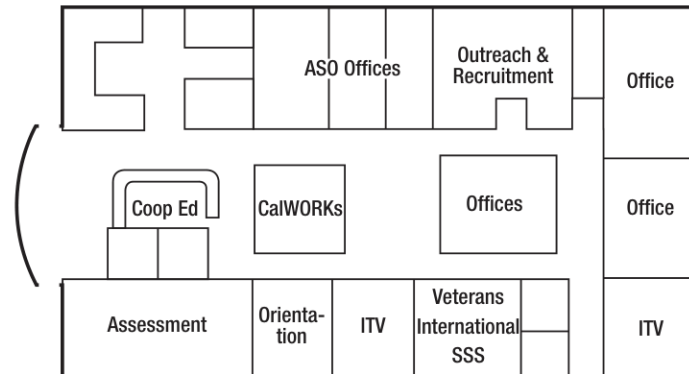 ASO Offices
Outreach &
Recruitment
Office
Coop Ed
CalWORKs
Offices
Office
Assessment
Orienta-
tion
ITV
Veterans
International
SSS
ITV